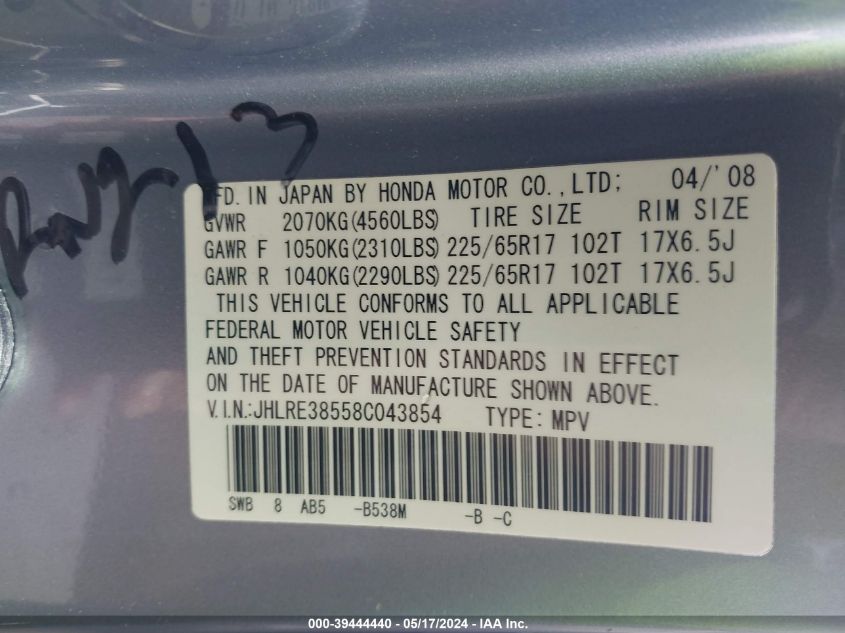 13
MFD. IN JAPAN BY HONDA MOTOR CO.,LTD; 04/'08
GVWR 2070KG(4560LBS) TIRE SIZE RIM SIZE
GAWR F 1050KG(2310LBS) 225/65R17 102T 17X6.5J
GAWR R 1040KG(2290LBS) 225/65R17 102T 17X6.5J
THIS VEHICLE CONFORMS TO ALL APPLICABLE
FEDERAL MOTOR VEHICLE SAFETY
AND THEFT PREVENTION STANDARDS IN EFFECT
ON THE DATE OF MANUFACTURE SHOWN ABOVE.
V.I.N.:JHLRE38558C043854 TYPE: MPV
SWB 8 AB5 -B538M -B -C
000-39444440 - 05/17/2024 - IAA Inc.